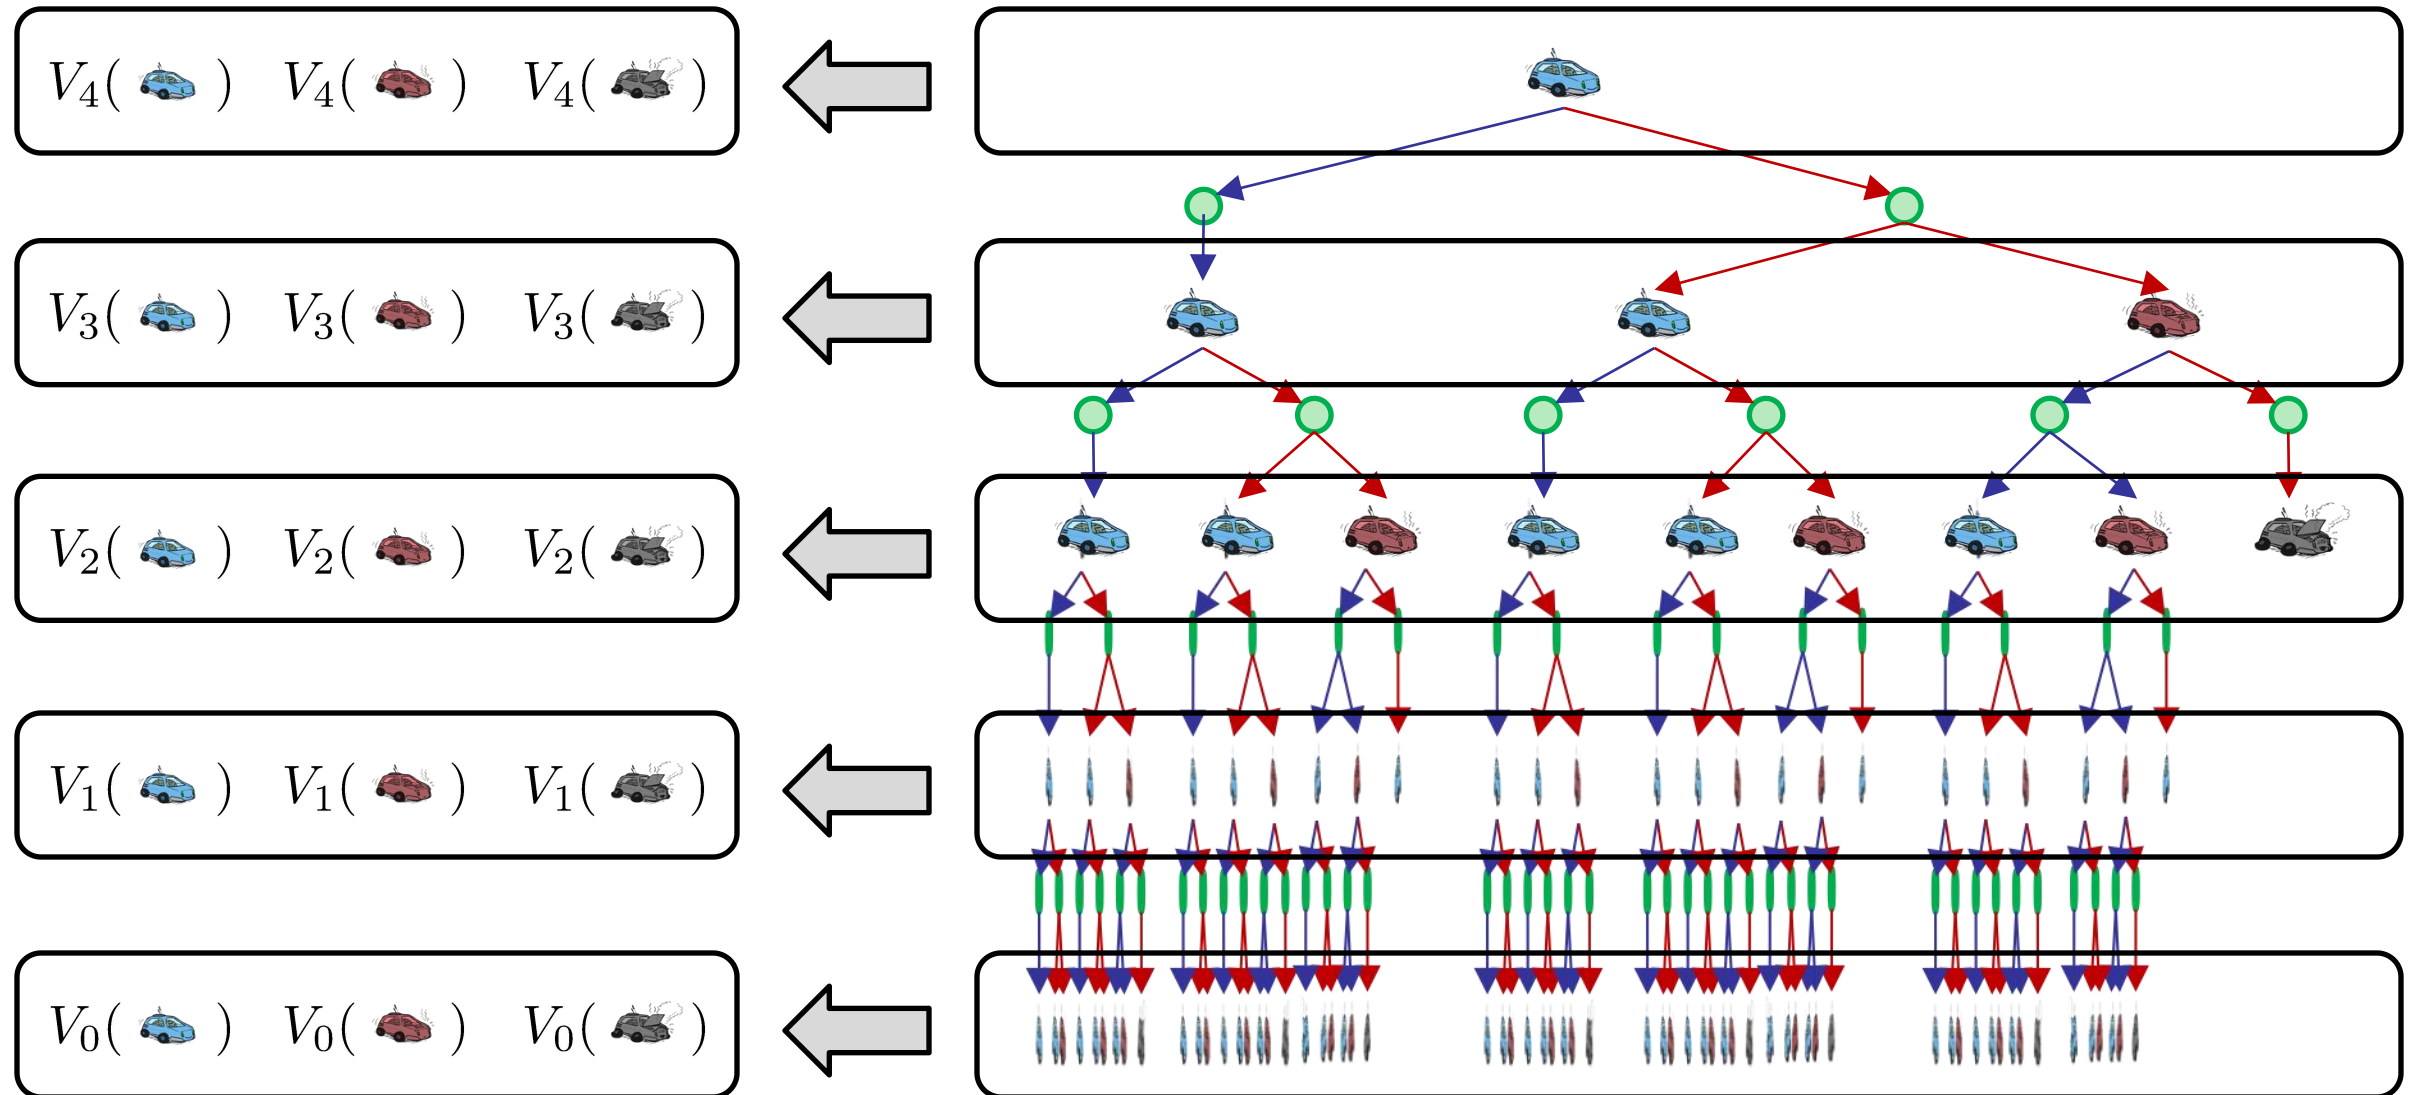 V₄( ) V₄( ) V₄( )
V₃( ) V₃( ) V₃( )
V₂( ) V₂( ) V₂( )
V₁( ) V₁( ) V₁( )
V₀( ) V₀( ) V₀( )